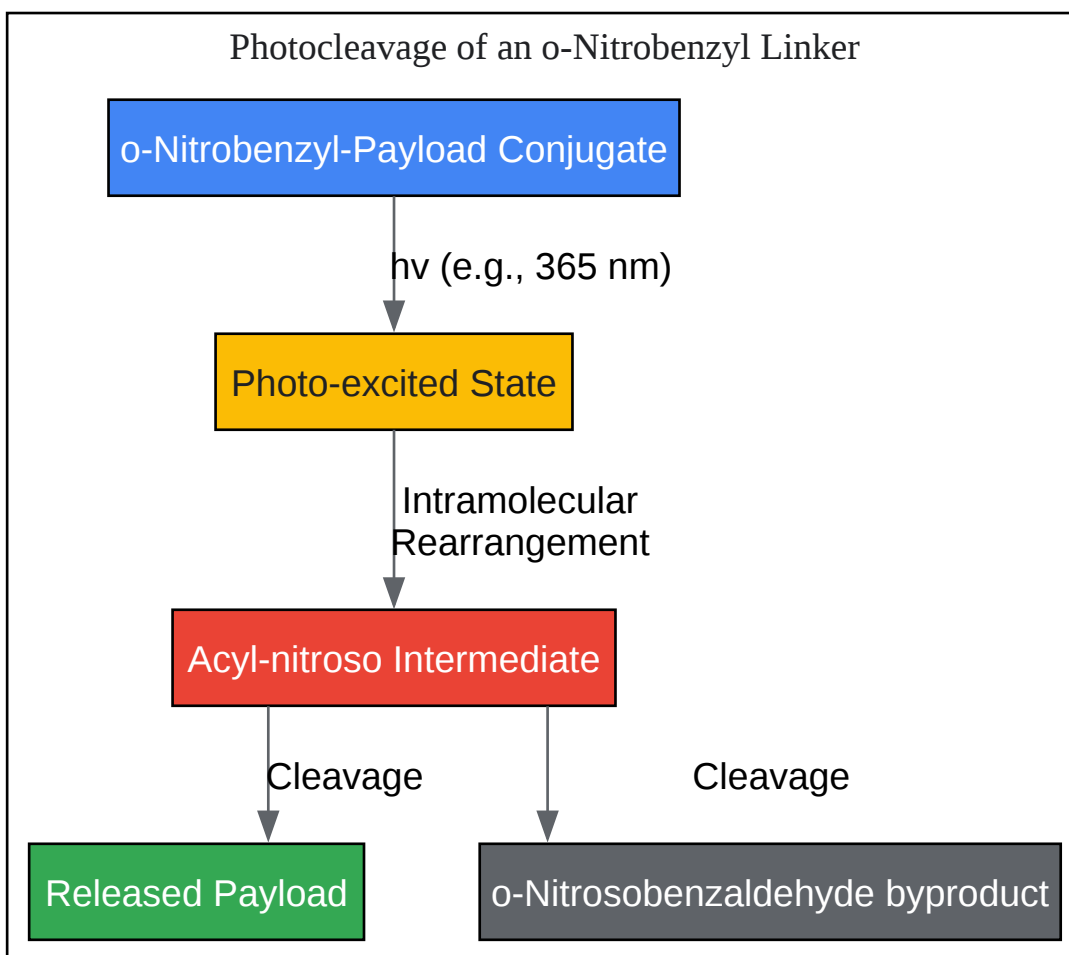 Photocleavage of an o-Nitrobenzyl Linker
o-Nitrobenzyl-Payload Conjugate
hv (e.g., 365 nm)
Photo-excited State
Intramolecular
Rearrangement
Acyl-nitroso Intermediate
Cleavage
Cleavage
Released Payload
o-Nitrosobenzaldehyde byproduct